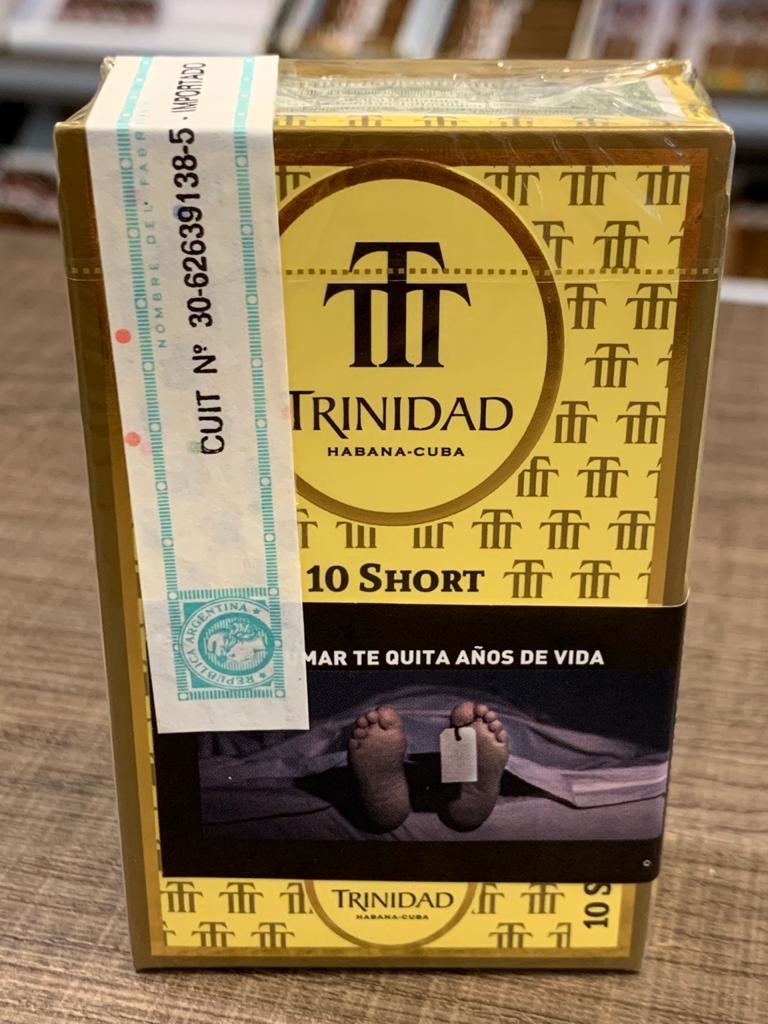 NOMBRE DEL FABR
CUIT Nº 30-62639138-5 · IMPORTADO
REPUBLICA ARGENTINA
TRINIDAD
HABANA-CUBA
10 SHORT
MAR TE QUITA AÑOS DE VIDA
TRINIDAD
HABANA-CUBA
10 S